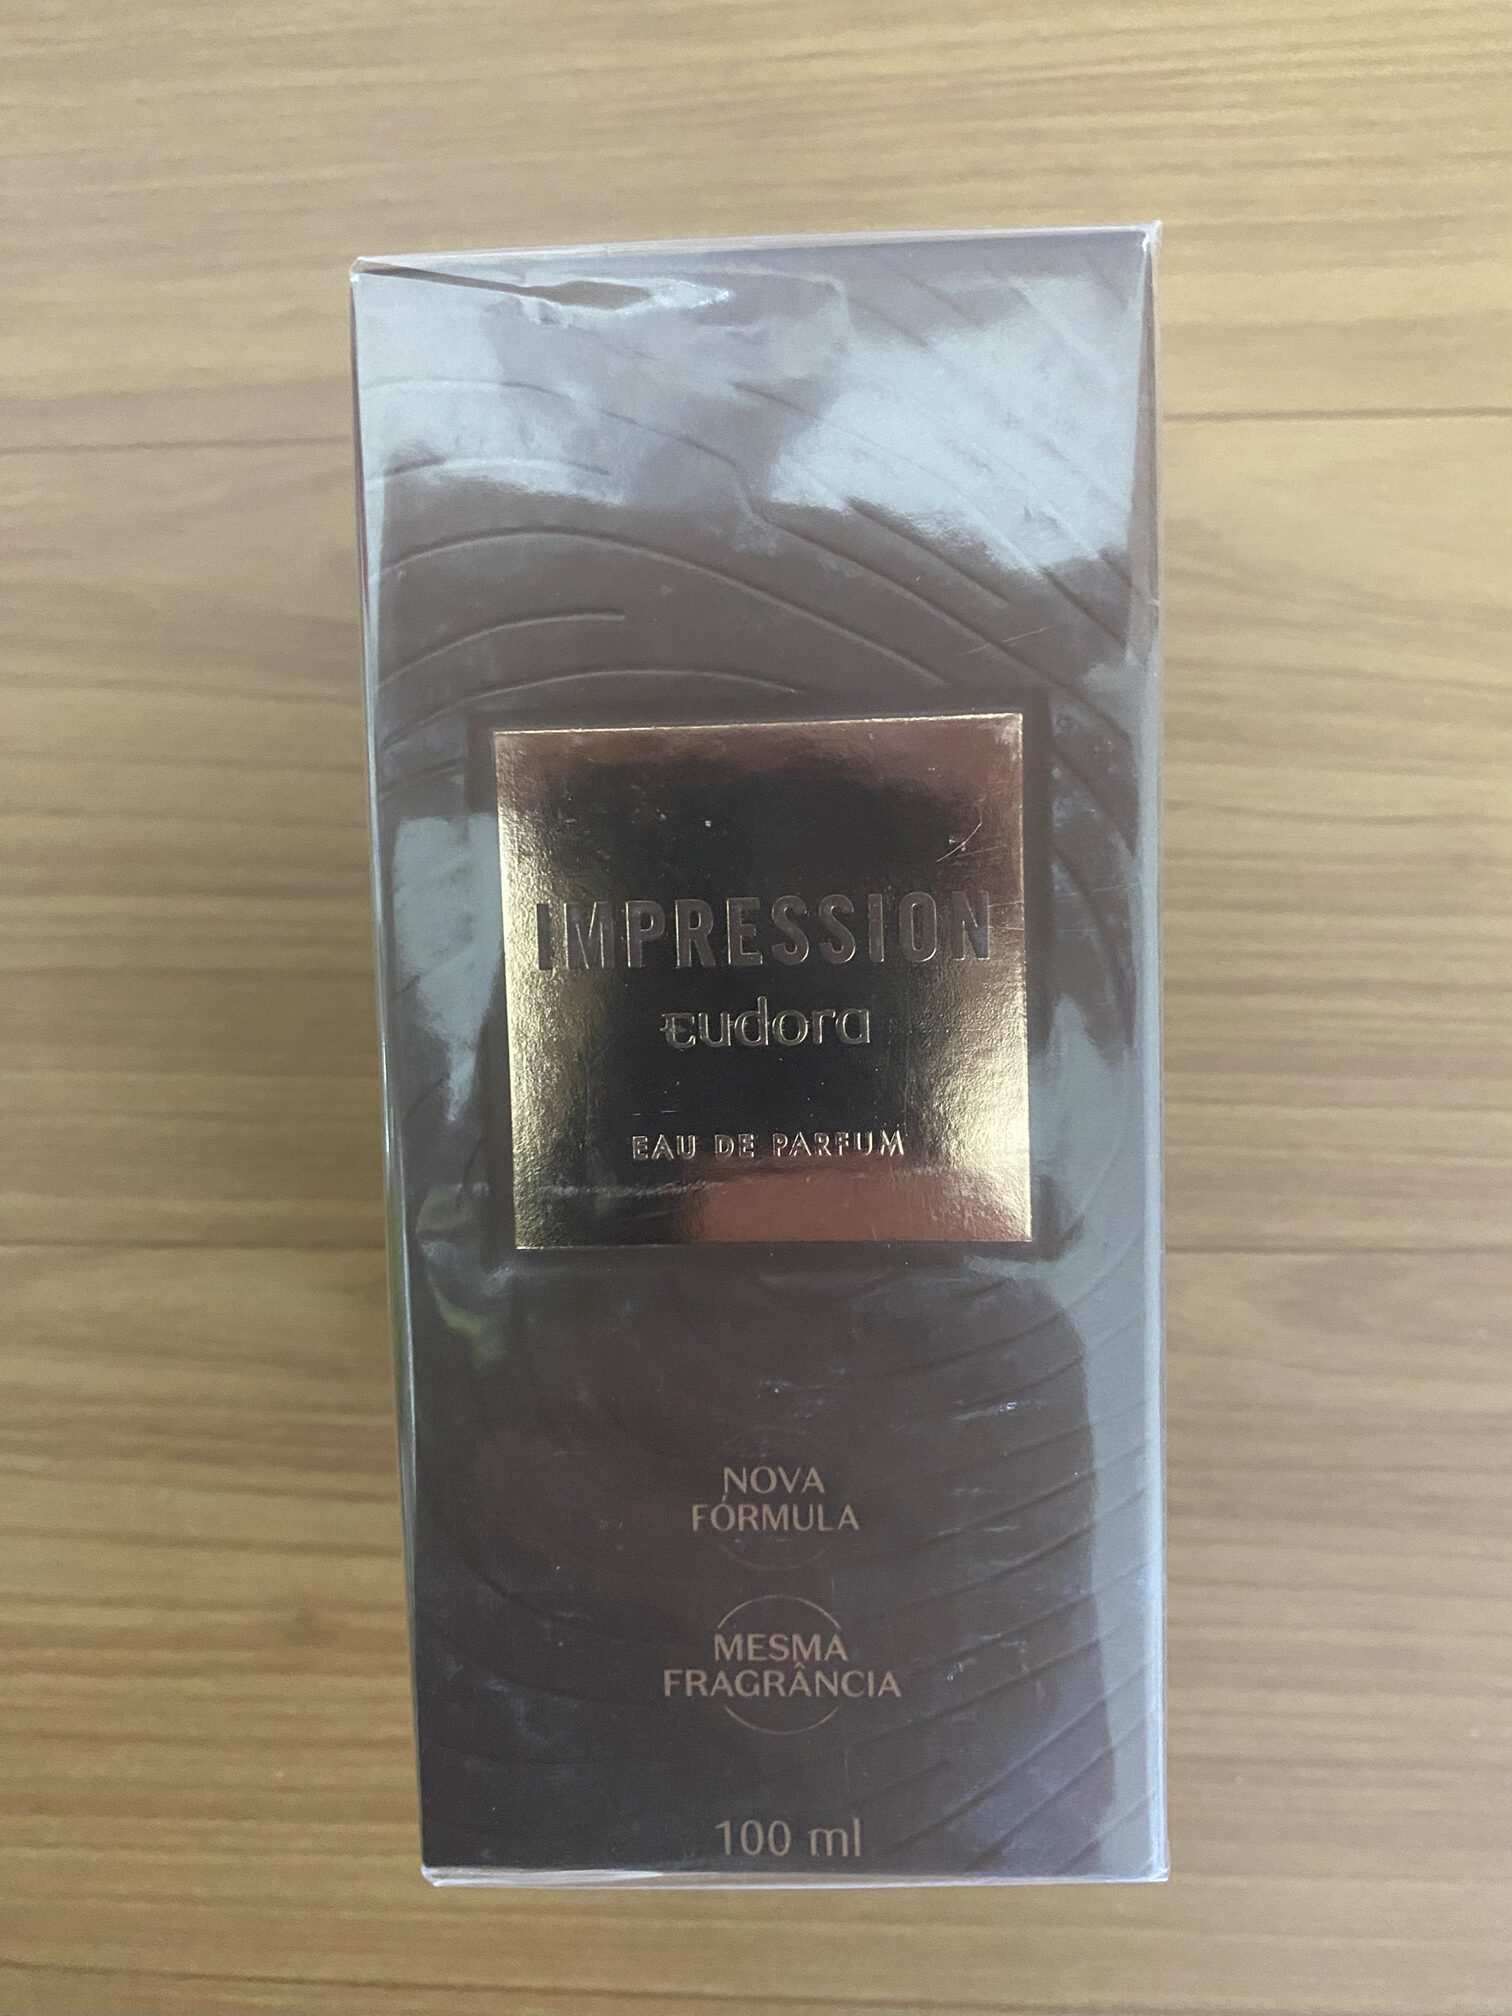 IMPRESSION
Eudora
EAU DE PARFUM
NOVA
FÓRMULA
MESMA
FRAGRÂNCIA
100 ml